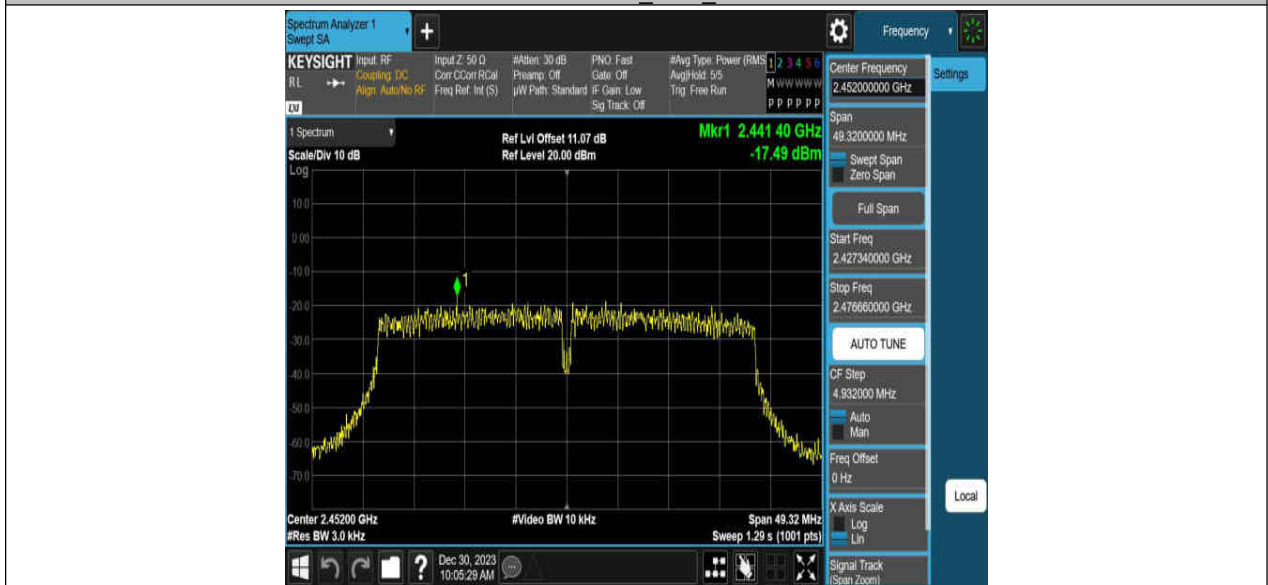 Spectrum Analyzer 1
Swept SA
+
Frequency
KEYSIGHT
RL
LXI
Input: RF
Coupling: DC
Align: Auto/No RF
Input Z: 50 Ω
Corr CCorr RCal
Freq Ref: Int (S)
#Atten: 30 dB
Preamp: Off
µW Path: Standard
PNO: Fast
Gate: Off
IF Gain: Low
Sig Track: Off
#Avg Type: Power (RMS
Avg|Hold: 5/5
Trig: Free Run
1 2 3 4 5 6
M W W W W W
P P P P P P
Center Frequency
2.452000000 GHz
Settings
Span
49.3200000 MHz
Swept Span
Zero Span
Full Span
Start Freq
2.427340000 GHz
Stop Freq
2.476660000 GHz
AUTO TUNE
CF Step
4.932000 MHz
Auto
Man
Freq Offset
0 Hz
X Axis Scale
Log
Lin
Signal Track
(Span Zoom)
Local
1 Spectrum
Scale/Div 10 dB
Log
Ref Lvl Offset 11.07 dB
Ref Level 20.00 dBm
Mkr1 2.441 40 GHz
-17.49 dBm
10.0
0.00
-10.0
-20.0
-30.0
-40.0
-50.0
-60.0
-70.0
1
Center 2.45200 GHz
#Res BW 3.0 kHz
#Video BW 10 kHz
Span 49.32 MHz
Sweep 1.29 s (1001 pts)
?
Dec 30, 2023
10:05:29 AM